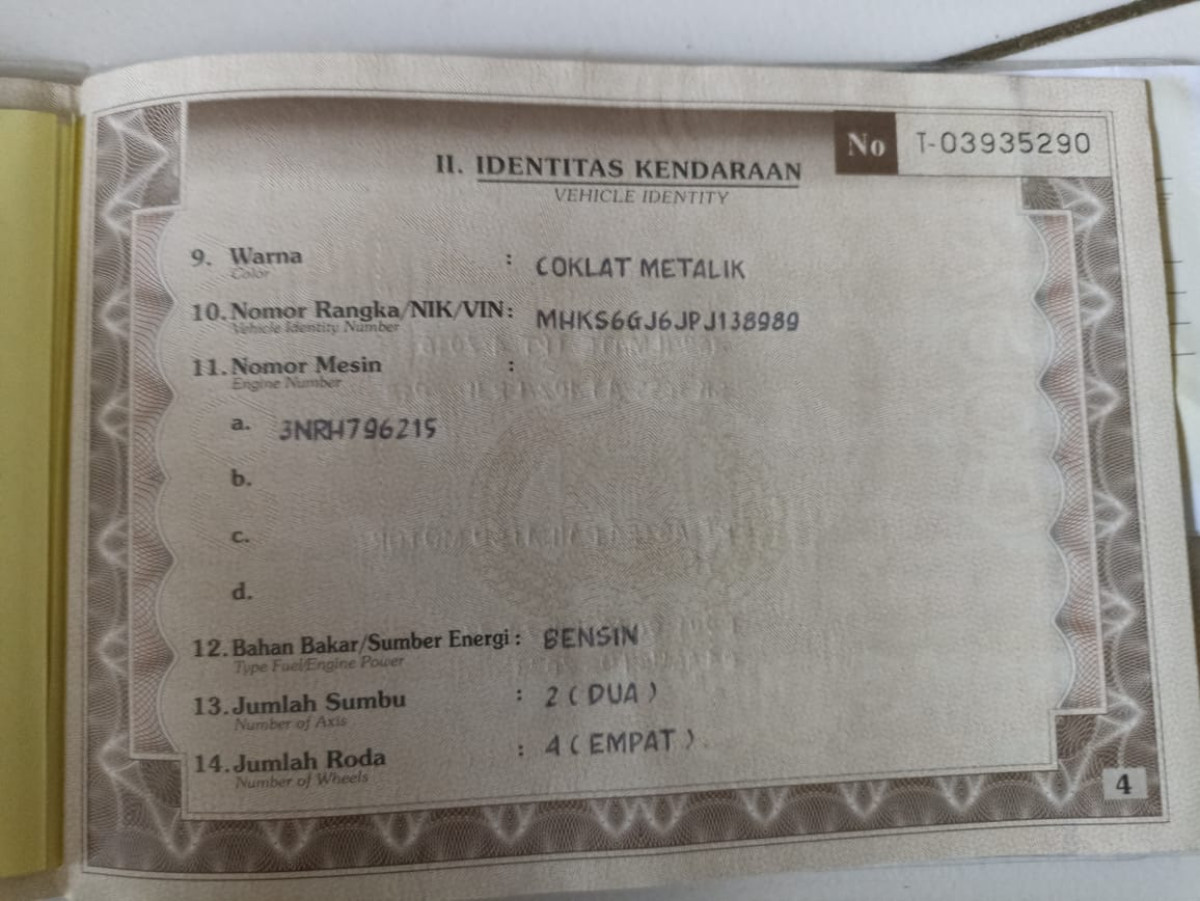 No T-03935290
II. IDENTITAS KENDARAAN
VEHICLE IDENTITY
9. Warna : COKLAT METALIK
Color
10. Nomor Rangka/NIK/VIN : MHKS6GJ6JPJ138989
Vehicle Identity Number
11. Nomor Mesin :
Engine Number
a. 3NRH796215
b.
c.
d.
12. Bahan Bakar/Sumber Energi : BENSIN
Type Fuel/Engine Power
13. Jumlah Sumbu : 2 ( DUA )
Number of Axis
14. Jumlah Roda : 4 ( EMPAT )
Number of Wheels
4